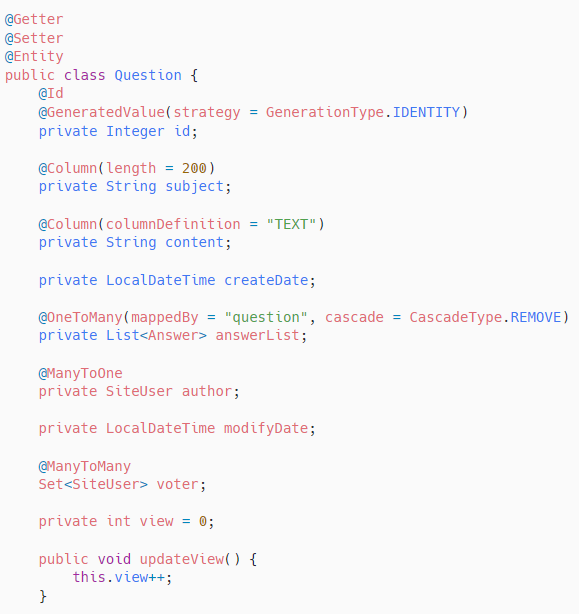 @Getter
@Setter
@Entity
public class Question {
    @Id
    @GeneratedValue(strategy = GenerationType.IDENTITY)
    private Integer id;

    @Column(length = 200)
    private String subject;

    @Column(columnDefinition = "TEXT")
    private String content;

    private LocalDateTime createDate;

    @OneToMany(mappedBy = "question", cascade = CascadeType.REMOVE)
    private List<Answer> answerList;

    @ManyToOne
    private SiteUser author;

    private LocalDateTime modifyDate;

    @ManyToMany
    Set<SiteUser> voter;

    private int view = 0;

    public void updateView() {
        this.view++;
    }